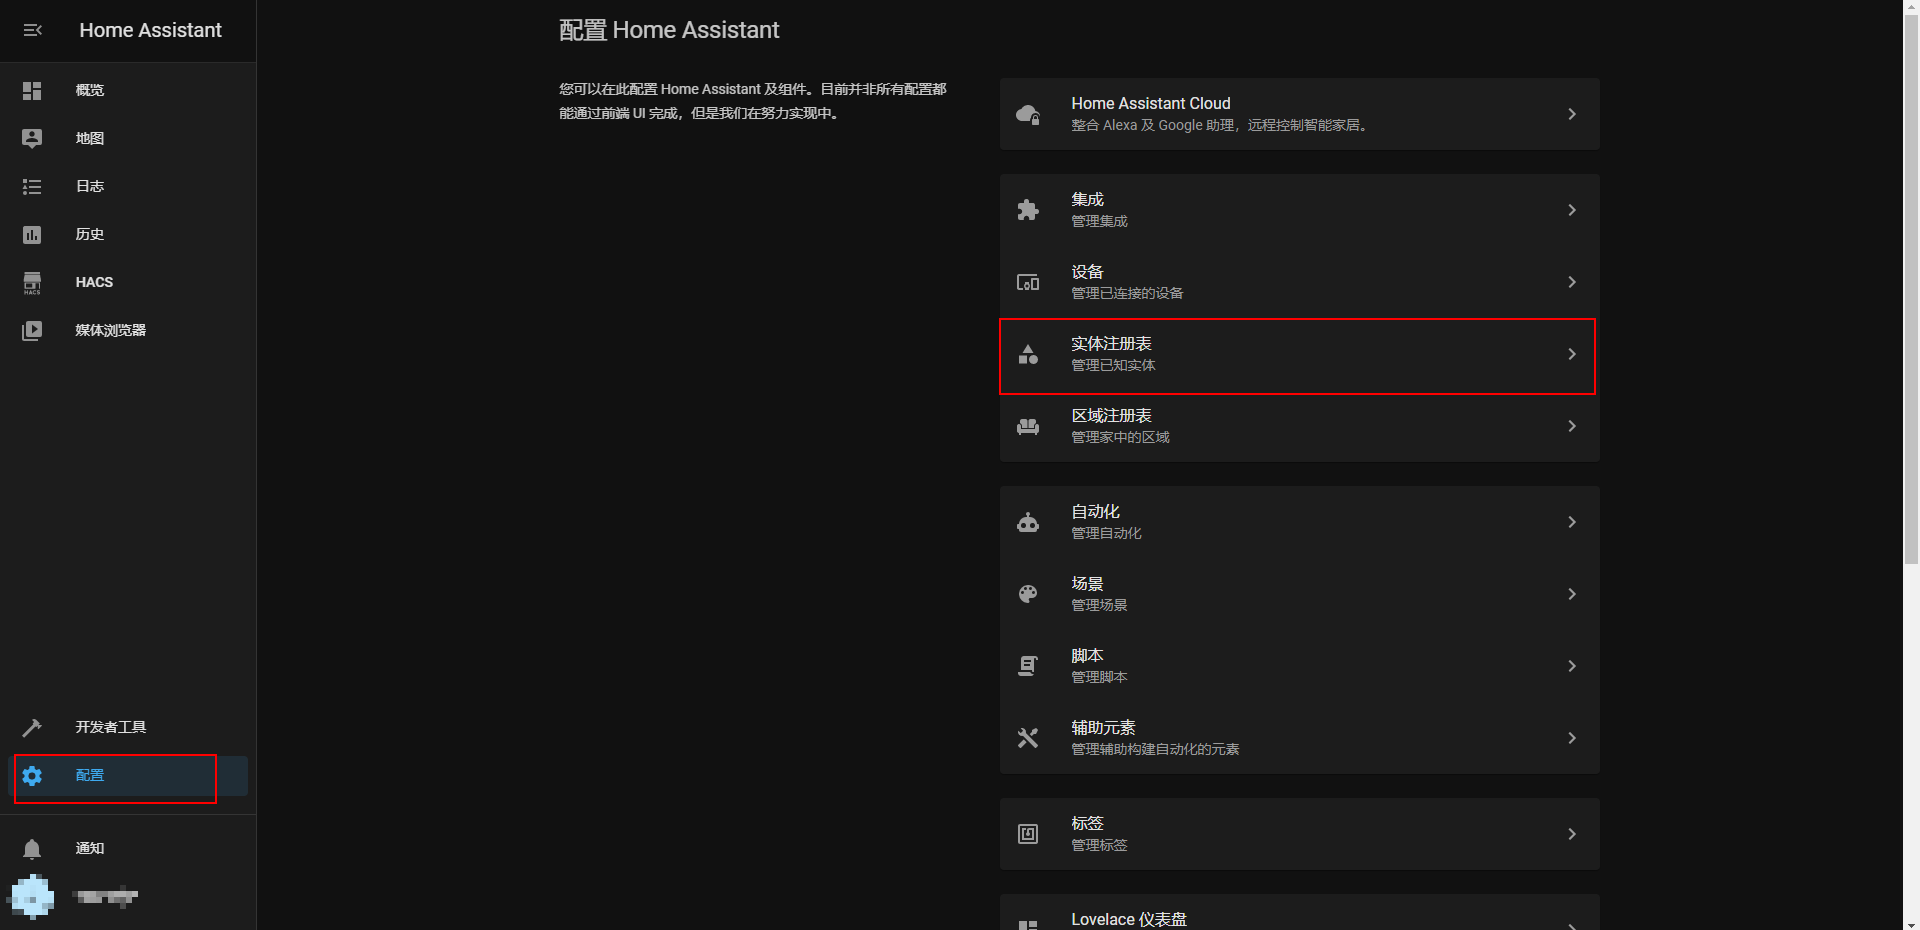 Home Assistant
概览
地图
日志
历史
HACS
HACS
媒体浏览器
开发者工具
配置
通知
配置 Home Assistant
您可以在此配置 Home Assistant 及组件。目前并非所有配置都
能通过前端 UI 完成，但是我们在努力实现中。
Home Assistant Cloud
整合 Alexa 及 Google 助理，远程控制智能家居。
集成
管理集成
设备
管理已连接的设备
实体注册表
管理已知实体
区域注册表
管理家中的区域
自动化
管理自动化
场景
管理场景
脚本
管理脚本
辅助元素
管理辅助构建自动化的元素
标签
管理标签
Lovelace 仪表盘